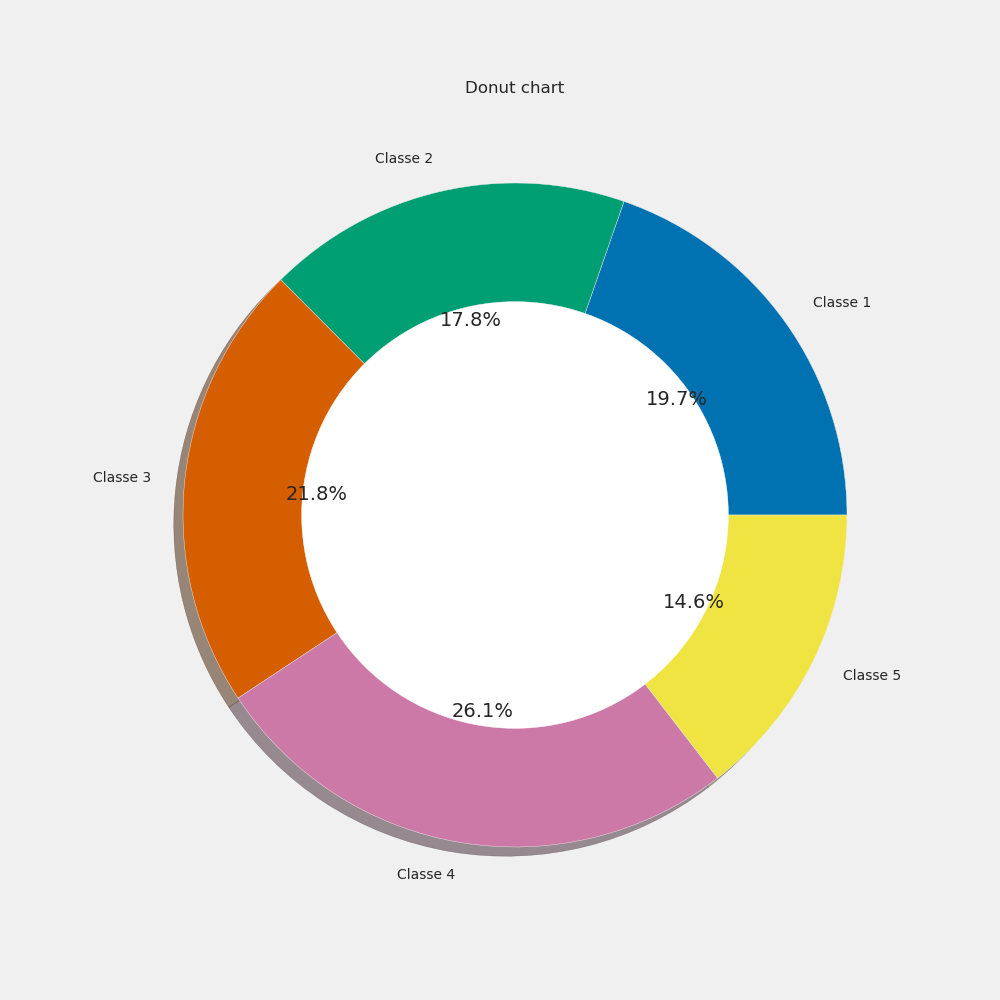 Donut chart
Classe 2
Classe 1
17.8%
19.7%
Classe 3
21.8%
14.6%
Classe 5
26.1%
Classe 4